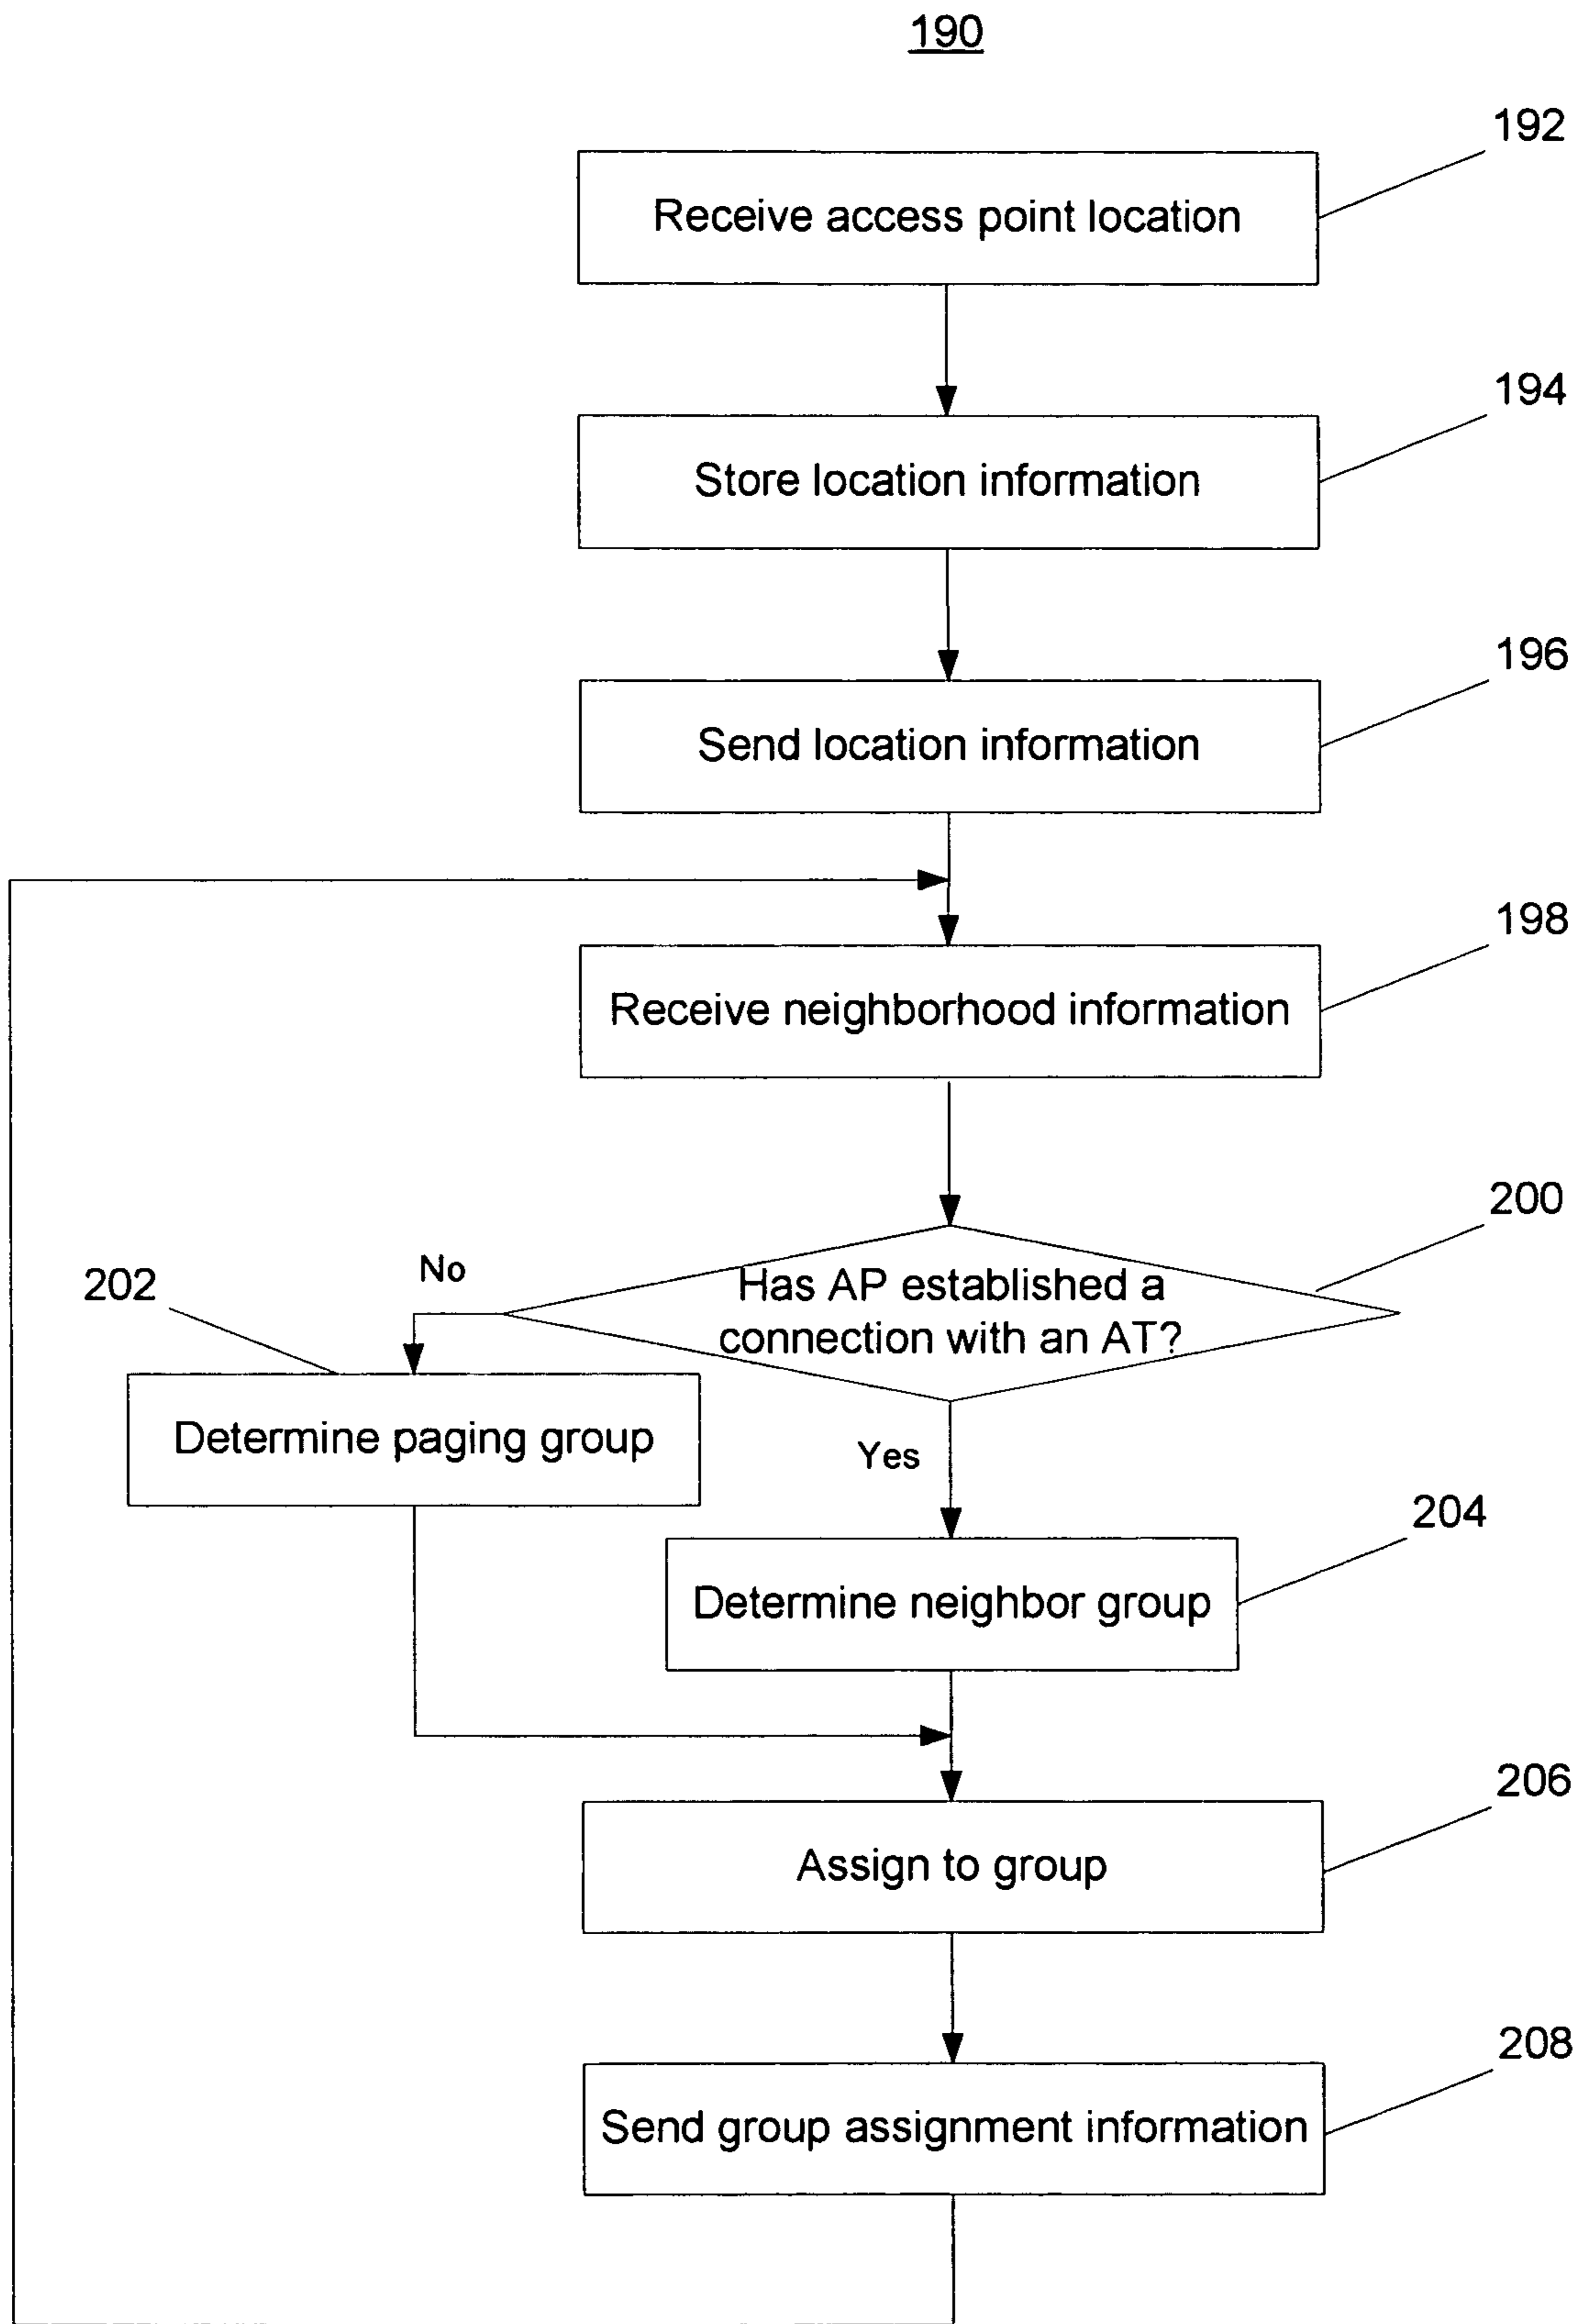 190
192
Receive access point location
194
Store location information
196
Send location information
198
Receive neighborhood information
200
Has AP established a
connection with an AT?
No
202
Determine paging group
Yes
204
Determine neighbor group
206
Assign to group
208
Send group assignment information